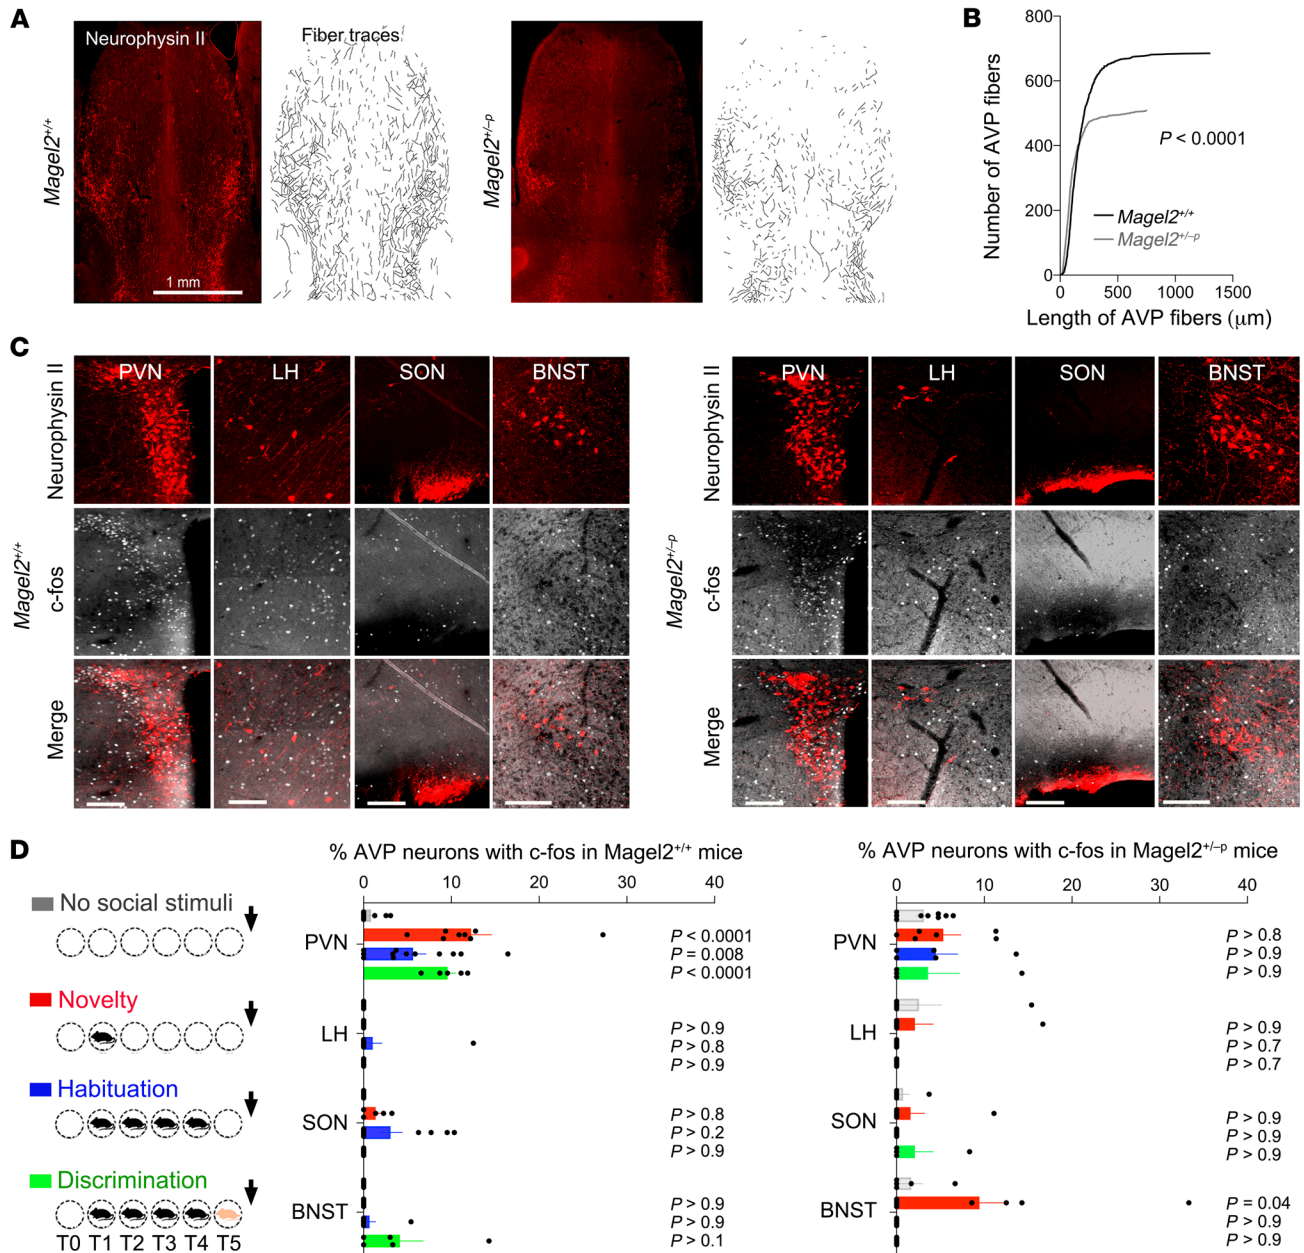 A
Neurophysin II
Fiber traces
Magel2+/+
Magel2+/–p
1 mm
B
Number of AVP fibers
800
600
400
200
0
P < 0.0001
Magel2+/+
Magel2+/–p
0 500 1000 1500
Length of AVP fibers (μm)
C
Magel2+/+
Neurophysin II
PVN LH SON BNST
c-fos
Merge
Magel2+/–p
Neurophysin II
PVN LH SON BNST
c-fos
Merge
D
No social stimuli
Novelty
Habituation
Discrimination
T0 T1 T2 T3 T4 T5
% AVP neurons with c-fos in Magel2+/+ mice
0 10 20 30 40
PVN
P < 0.0001
P = 0.008
P < 0.0001
LH
P > 0.9
P > 0.8
P > 0.9
SON
P > 0.8
P > 0.2
P > 0.9
BNST
P > 0.9
P > 0.9
P > 0.1
% AVP neurons with c-fos in Magel2+/–p mice
0 10 20 30 40
PVN
P > 0.8
P > 0.9
P > 0.9
LH
P > 0.9
P > 0.7
P > 0.7
SON
P > 0.9
P > 0.9
P > 0.9
BNST
P = 0.04
P > 0.9
P > 0.9